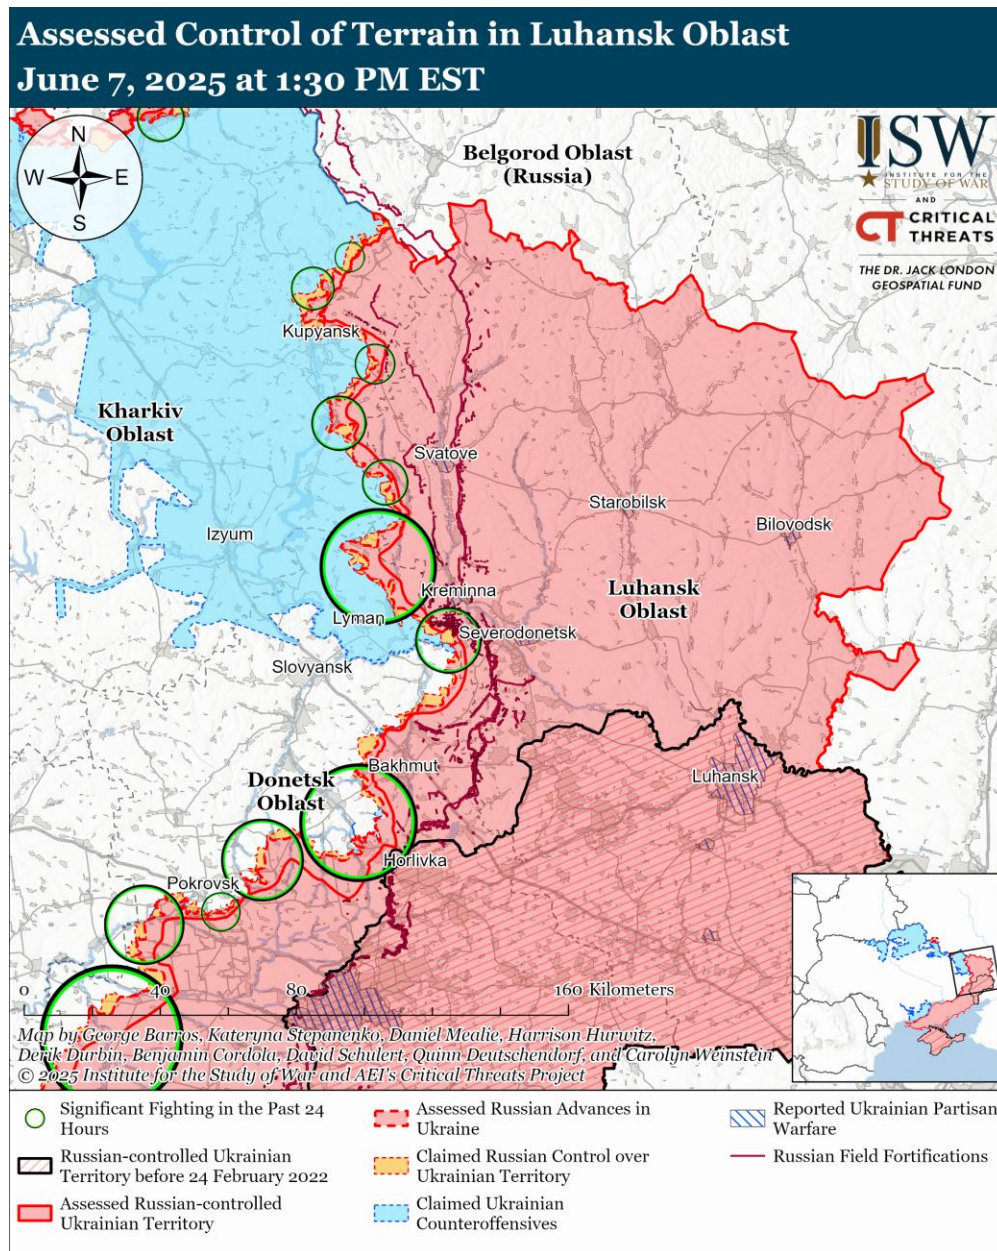 Assessed Control of Terrain in Luhansk Oblast
June 7, 2025 at 1:30 PM EST
N
W E
S
Belgorod Oblast
(Russia)
ISW
INSTITUTE FOR THE
STUDY OF WAR
AND
CT CRITICAL
THREATS
THE DR. JACK LONDON
GEOSPATIAL FUND
Kupyansk
Kharkiv
Oblast
Svatove
Starobilsk
Bilovodsk
Izyum
Kreminna
Luhansk
Oblast
Lyman
Severodonetsk
Slovyansk
Bakhmut
Luhansk
Donetsk
Oblast
Horlivka
Pokrovsk
0 40 80 160 Kilometers
Map by George Barros, Kateryna Stepanenko, Daniel Mealie, Harrison Hurwitz,
Derik Durbin, Benjamin Cordola, David Schulert, Quinn Deutschendorf, and Carolyn Weinstein
© 2025 Institute for the Study of War and AEI's Critical Threats Project
Significant Fighting in the Past 24
Hours
Russian-controlled Ukrainian
Territory before 24 February 2022
Assessed Russian-controlled
Ukrainian Territory
Assessed Russian Advances in
Ukraine
Claimed Russian Control over
Ukrainian Territory
Claimed Ukrainian
Counteroffensives
Reported Ukrainian Partisan
Warfare
Russian Field Fortifications